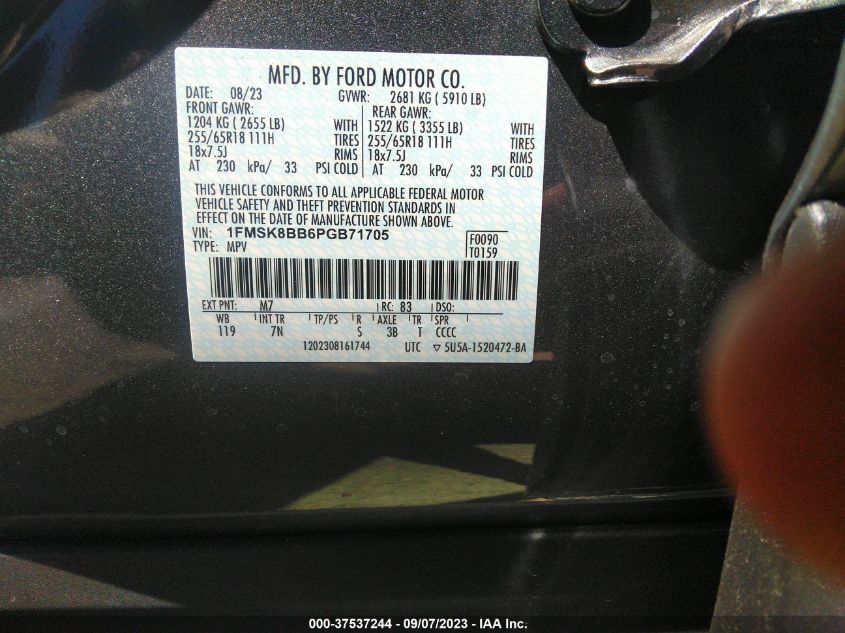 MFD. BY FORD MOTOR CO.
DATE: 08/23 GVWR: 2681 KG ( 5910 LB)
FRONT GAWR: REAR GAWR:
1204 KG ( 2655 LB) WITH 1522 KG ( 3355 LB) WITH
255/65R18 111H TIRES 255/65R18 111H TIRES
18x7.5J RIMS 18x7.5J RIMS
AT 230 kPa/ 33 PSI COLD AT 230 kPa/ 33 PSI COLD
THIS VEHICLE CONFORMS TO ALL APPLICABLE FEDERAL MOTOR
VEHICLE SAFETY AND THEFT PREVENTION STANDARDS IN
EFFECT ON THE DATE OF MANUFACTURE SHOWN ABOVE.
VIN: 1FMSK8BB6PGB71705 F0090
TYPE: MPV T0159
EXT PNT: M7 RC: 83 DSO:
WB INT TR TP/PS R AXLE TR SPR
119 7N S 3B T CCCC
1202308161744 UTC ▽ 5U5A-1520472-BA
000-37537244 - 09/07/2023 - IAA Inc.